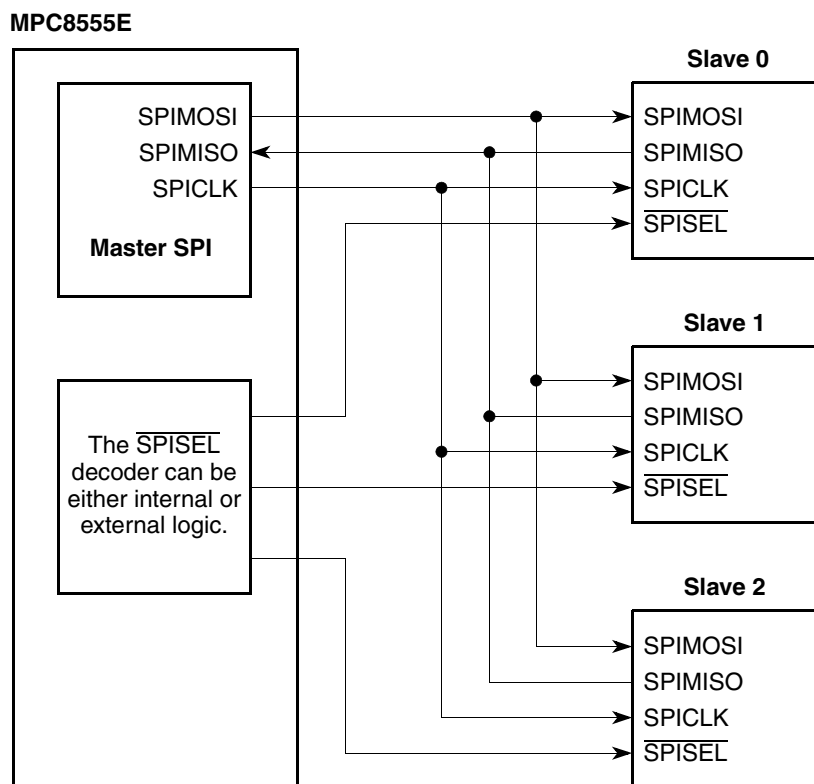 MPC8555E
SPIMOSI
SPIMISO
SPICLK
Master SPI
The SPISEL
decoder can be
either internal or
external logic.
Slave 0
SPIMOSI
SPIMISO
SPICLK
SPISEL
Slave 1
SPIMOSI
SPIMISO
SPICLK
SPISEL
Slave 2
SPIMOSI
SPIMISO
SPICLK
SPISEL